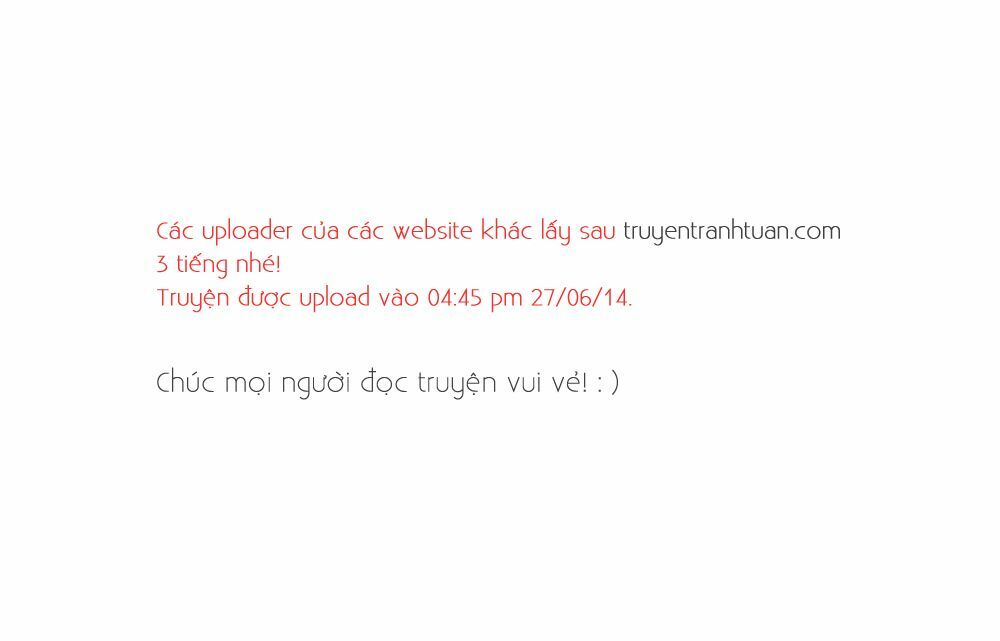 Các uploader của các website khác lấy sau truyentranhtuan.com
3 tiếng nhé!
Truyện được upload vào 04:45 pm 27/06/14.
Chúc mọi người đọc truyện vui vẻ! : )